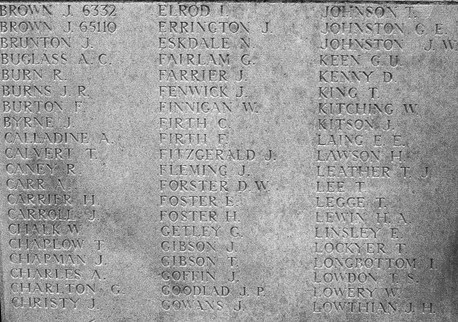 BROWN J. 6332
BROWN J. 65110
BRUNTON J.
BUGLASS A. C.
BURN R.
BURNS J. R.
BURTON F.
BYRNE J.
CALLADINE A.
CALVERT T.
CANEY R.
CARR A.
CARRIER H.
CARROLL J.
CHALK W.
CHAPLOW T.
CHAPMAN J.
CHARLES A.
CHARLTON G.
CHRISTY J.
ELROD I.
ERRINGTON J.
ESKDALE N.
FAIRLAM G.
FARRIER J.
FENWICK J.
FINNIGAN W.
FIRTH C.
FIRTH F.
FITZGERALD J.
FLEMING J.
FORSTER D. W.
FOSTER E.
FOSTER H.
GETLEY G.
GIBSON J.
GIBSON T.
GOFFIN J.
GOODLAD J. P.
GOWANS J.
JOHNSON T.
JOHNSTON G. E.
JOHNSTON J. W.
KEEN G. U.
KENNY D.
KING T.
KITCHING W.
KITSON J.
LAING E. E.
LAWSON H.
LEATHER T. J.
LEE T.
LEGGE T.
LEWIN H. A.
LINSLEY E.
LOCKYER T.
LONGBOTTOM I.
LOWDON T. S.
LOWERY W.
LOWTHIAN J. H.